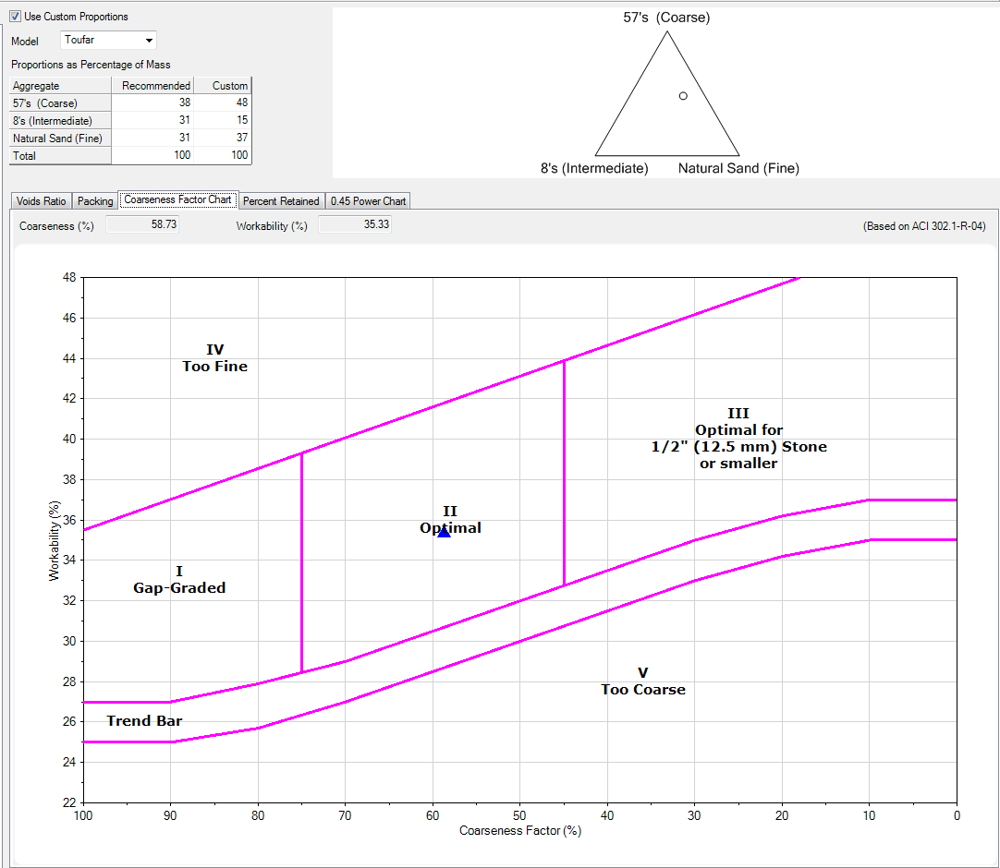 Use Custom Proportions
Model Toufar
Proportions as Percentage of Mass
Aggregate Recommended Custom
57's (Coarse) 38 48
8's (Intermediate) 31 15
Natural Sand (Fine) 31 37
Total 100 100
57's (Coarse)
8's (Intermediate) Natural Sand (Fine)
Voids Ratio Packing Coarseness Factor Chart Percent Retained 0.45 Power Chart
Coarseness (%) 58.73 Workability (%) 35.33 (Based on ACI 302.1-R-04)
48
46
44
42
40
38
36
34
32
30
28
26
24
22
Workability (%)
IV
Too Fine
III
Optimal for
1/2" (12.5 mm) Stone
or smaller
II
Optimal
I
Gap-Graded
V
Too Coarse
Trend Bar
100 90 80 70 60 50 40 30 20 10 0
Coarseness Factor (%)